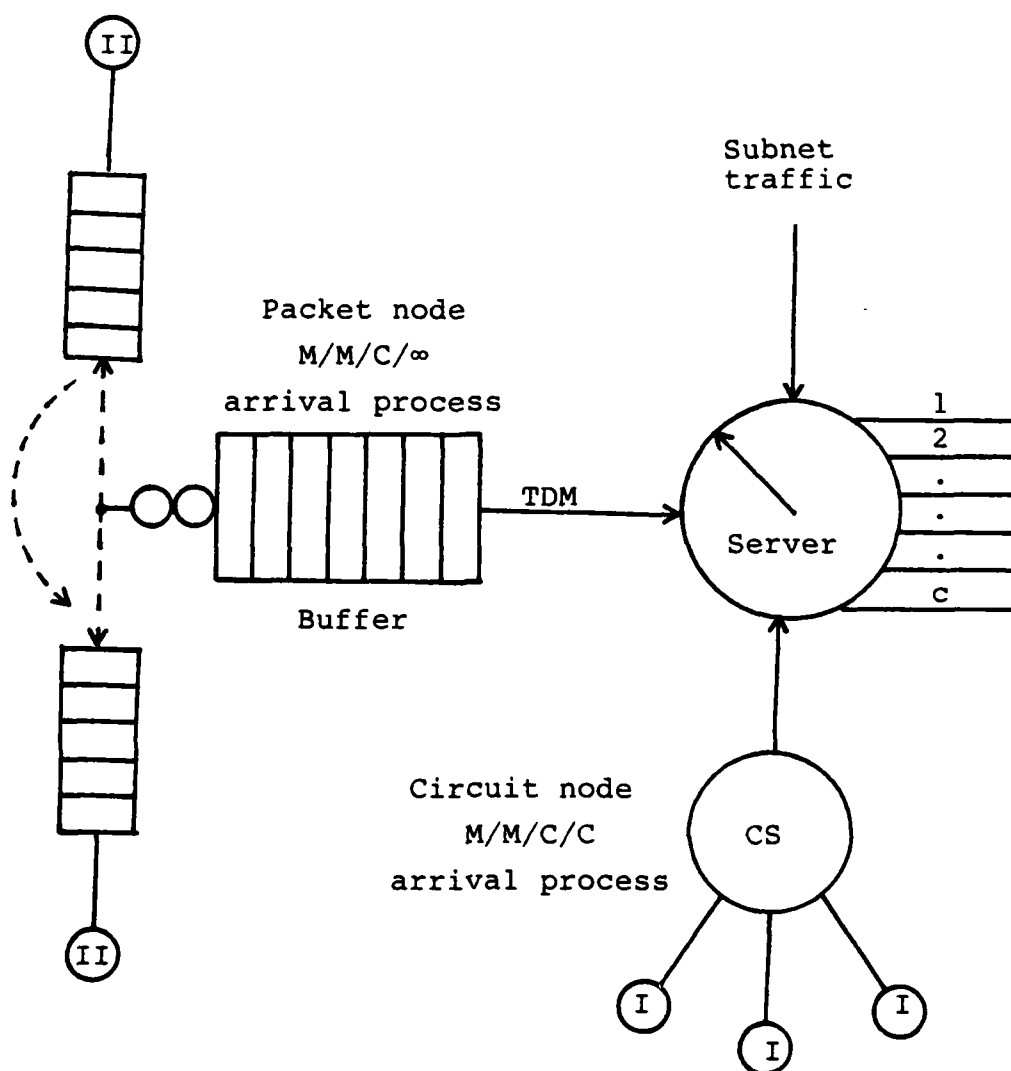 II
Subnet
traffic
Packet node
M/M/C/∞
arrival process
1
2
.
.
.
c
TDM
Server
Buffer
Circuit node
M/M/C/C
arrival process
CS
II
I
I
I